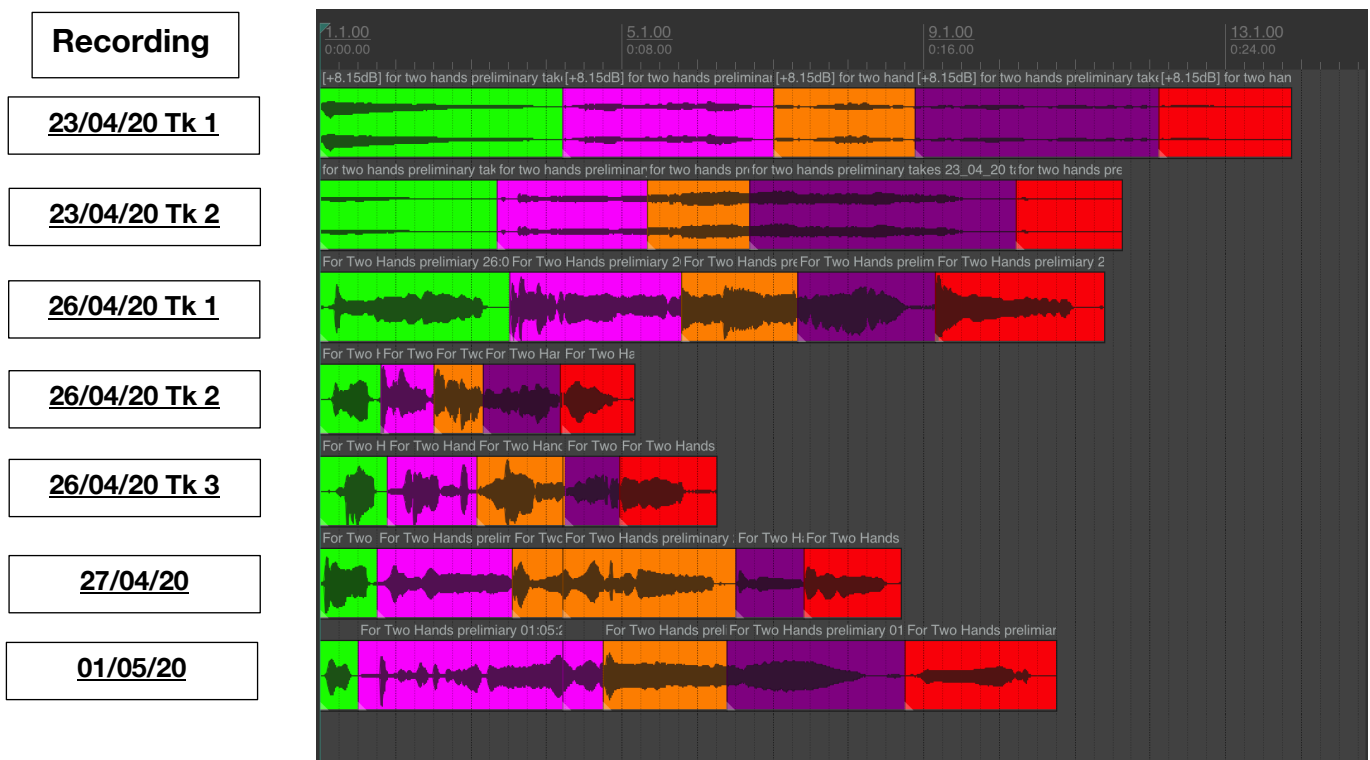 Recording
1.1.00 5.1.00 9.1.00 13.1.00
0:00.00 0:08.00 0:16.00 0:24.00
[+8.15dB] for two hands preliminary take [+8.15dB] for two hands preliminar [+8.15dB] for two hand [+8.15dB] for two hands preliminary take [+8.15dB] for two han
23/04/20 Tk 1
for two hands preliminary tak for two hands preliminary for two hands pre for two hands preliminary takes 23_04_20 ta for two hands pre
23/04/20 Tk 2
For Two Hands prelimiary 26:0 For Two Hands prelimiary 2 For Two Hands pre For Two Hands prelim For Two Hands prelimiary 2
26/04/20 Tk 1
For Two H For Two For Two For Two Har For Two Ha
26/04/20 Tk 2
For Two H For Two Hand For Two Hanc For Two For Two Hands
26/04/20 Tk 3
For Two For Two Hands prelim For Two For Two Hands preliminary For Two H For Two Hands
27/04/20
For Two Hands prelimiary 01:05:2 For Two Hands preli For Two Hands prelimiary 01 For Two Hands prelimiar
01/05/20